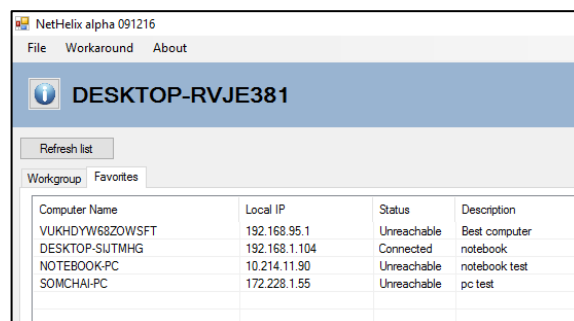 NetHelix alpha 091216
File Workaround About
DESKTOP-RVJE381
Refresh list
Workgroup Favorites
Computer Name Local IP Status Description
VUKHDYW68ZOWSFT 192.168.95.1 Unreachable Best computer
DESKTOP-SIJTMHG 192.168.1.104 Connected notebook
NOTEBOOK-PC 10.214.11.90 Unreachable notebook test
SOMCHAI-PC 172.228.1.55 Unreachable pc test